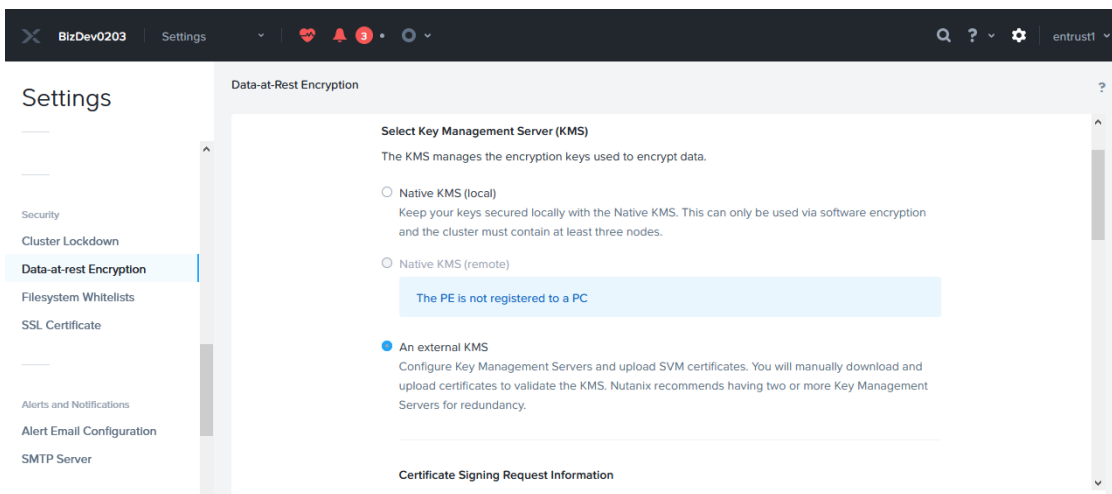 BizDev0203 Settings 3 ? entrust1
Settings
Data-at-Rest Encryption ?
Security
Cluster Lockdown
Data-at-rest Encryption
Filesystem Whitelists
SSL Certificate
Alerts and Notifications
Alert Email Configuration
SMTP Server
Select Key Management Server (KMS)
The KMS manages the encryption keys used to encrypt data.
Native KMS (local)
Keep your keys secured locally with the Native KMS. This can only be used via software encryption
and the cluster must contain at least three nodes.
Native KMS (remote)
The PE is not registered to a PC
An external KMS
Configure Key Management Servers and upload SVM certificates. You will manually download and
upload certificates to validate the KMS. Nutanix recommends having two or more Key Management
Servers for redundancy.
Certificate Signing Request Information